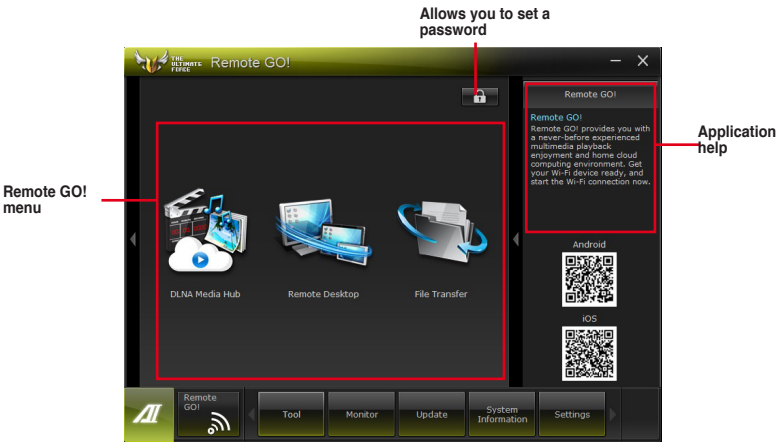 Allows you to set a
password
THE
ULTIMATE
FORCE
Remote GO!
Remote GO!
Remote GO!
Remote GO! provides you with
a never-before experienced
multimedia playback
enjoyment and home cloud
computing environment. Get
your Wi-Fi device ready, and
start the Wi-Fi connection now.
Application
help
Remote GO!
menu
DLNA Media Hub
Remote Desktop
File Transfer
Android
iOS
Remote
GO!
Tool
Monitor
Update
System
Information
Settings